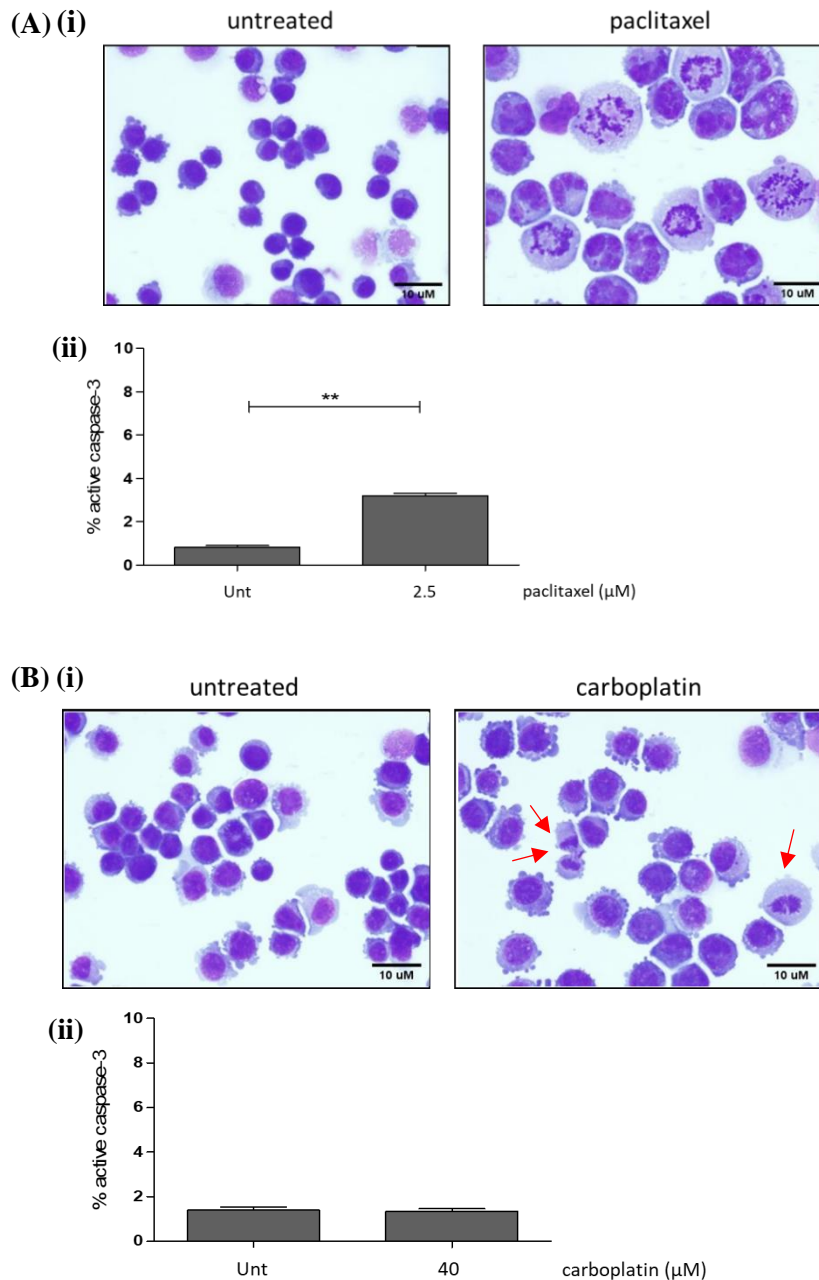 (A) (i)
untreated
paclitaxel
10 uM
10 uM
(ii)
10
8
6
4
2
0
% active caspase-3
**
Unt
2.5
paclitaxel (µM)
(B) (i)
untreated
carboplatin
10 uM
10 uM
(ii)
10
8
6
4
2
0
% active caspase-3
Unt
40
carboplatin (µM)